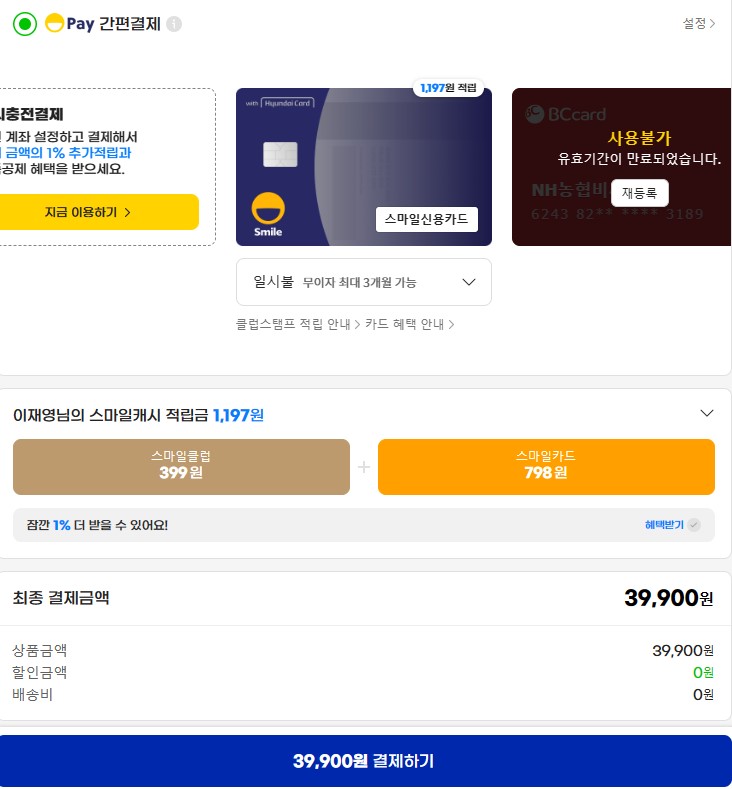 Pay 간편결제
설정 >
충전결제
계좌 설정하고 결제해서
금액의 1% 추가적립과
공제 혜택을 받으세요.
지금 이용하기 >
1,197원 적립
with HyundaiCard
Smile
스마일신용카드
BCcard
사용불가
유효기간이 만료되었습니다.
NH농협비
재등록
6243 82** **** 3189
일시불 무이자 최대 3개월 가능
클럽스탬프 적립 안내 > 카드 혜택 안내 >
이재영님의 스마일캐시 적립금 1,197원
스마일클럽
399원
+
스마일카드
798원
잠깐 1% 더 받을 수 있어요!
혜택받기
최종 결제금액
39,900원
상품금액
39,900원
할인금액
0원
배송비
0원
39,900원 결제하기